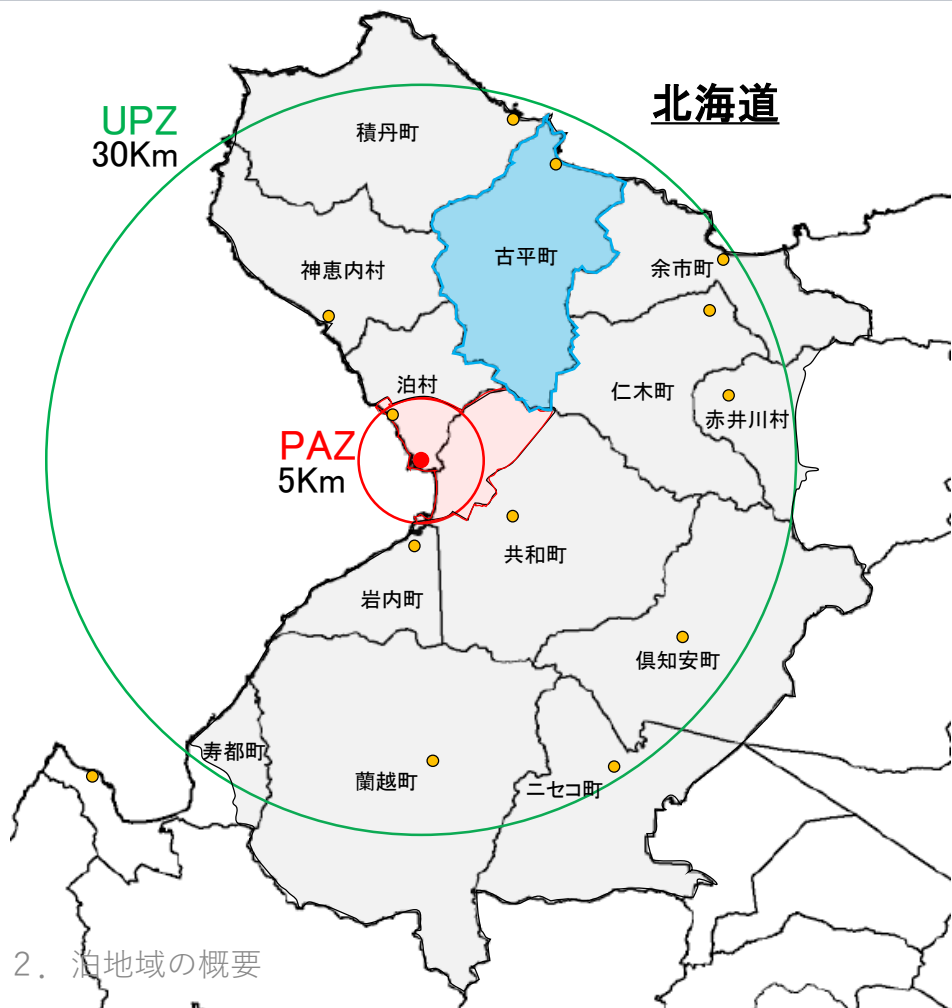 北海道
UPZ
30Km
積丹町
古平町
神恵内村
余市町
泊村
仁木町
赤井川村
PAZ
5Km
共和町
岩内町
倶知安町
寿都町
蘭越町
ニセコ町
2．泊地域の概要